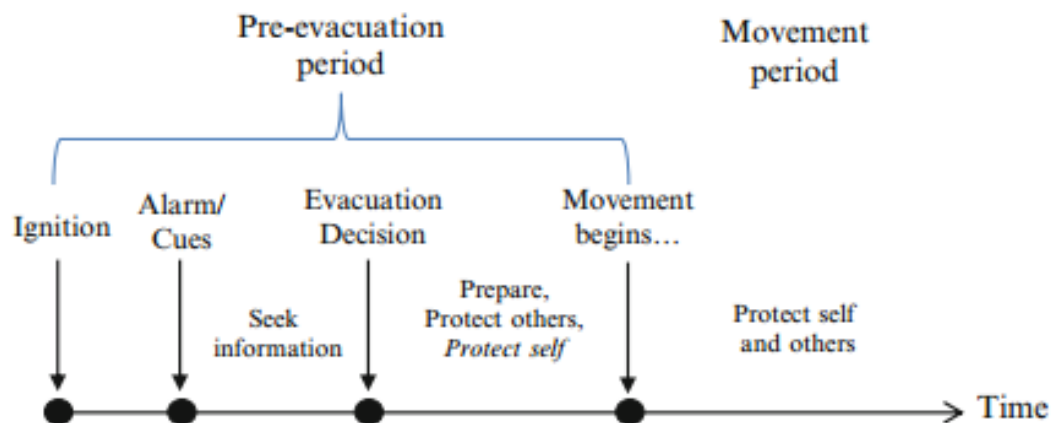 Pre-evacuation
period
Movement
period
Ignition
Alarm/
Cues
Evacuation
Decision
Movement
begins…
Seek
information
Prepare,
Protect others,
Protect self
Protect self
and others
Time